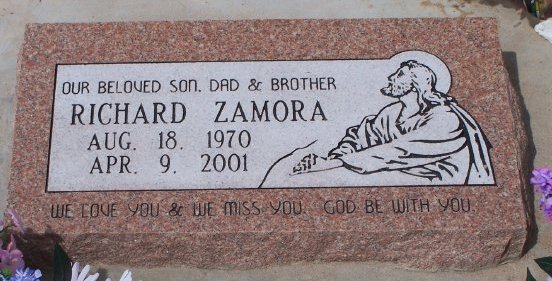 OUR BELOVED SON, DAD & BROTHER
RICHARD ZAMORA
AUG. 18. 1970
APR. 9. 2001
WE LOVE YOU & WE MISS YOU. GOD BE WITH YOU.